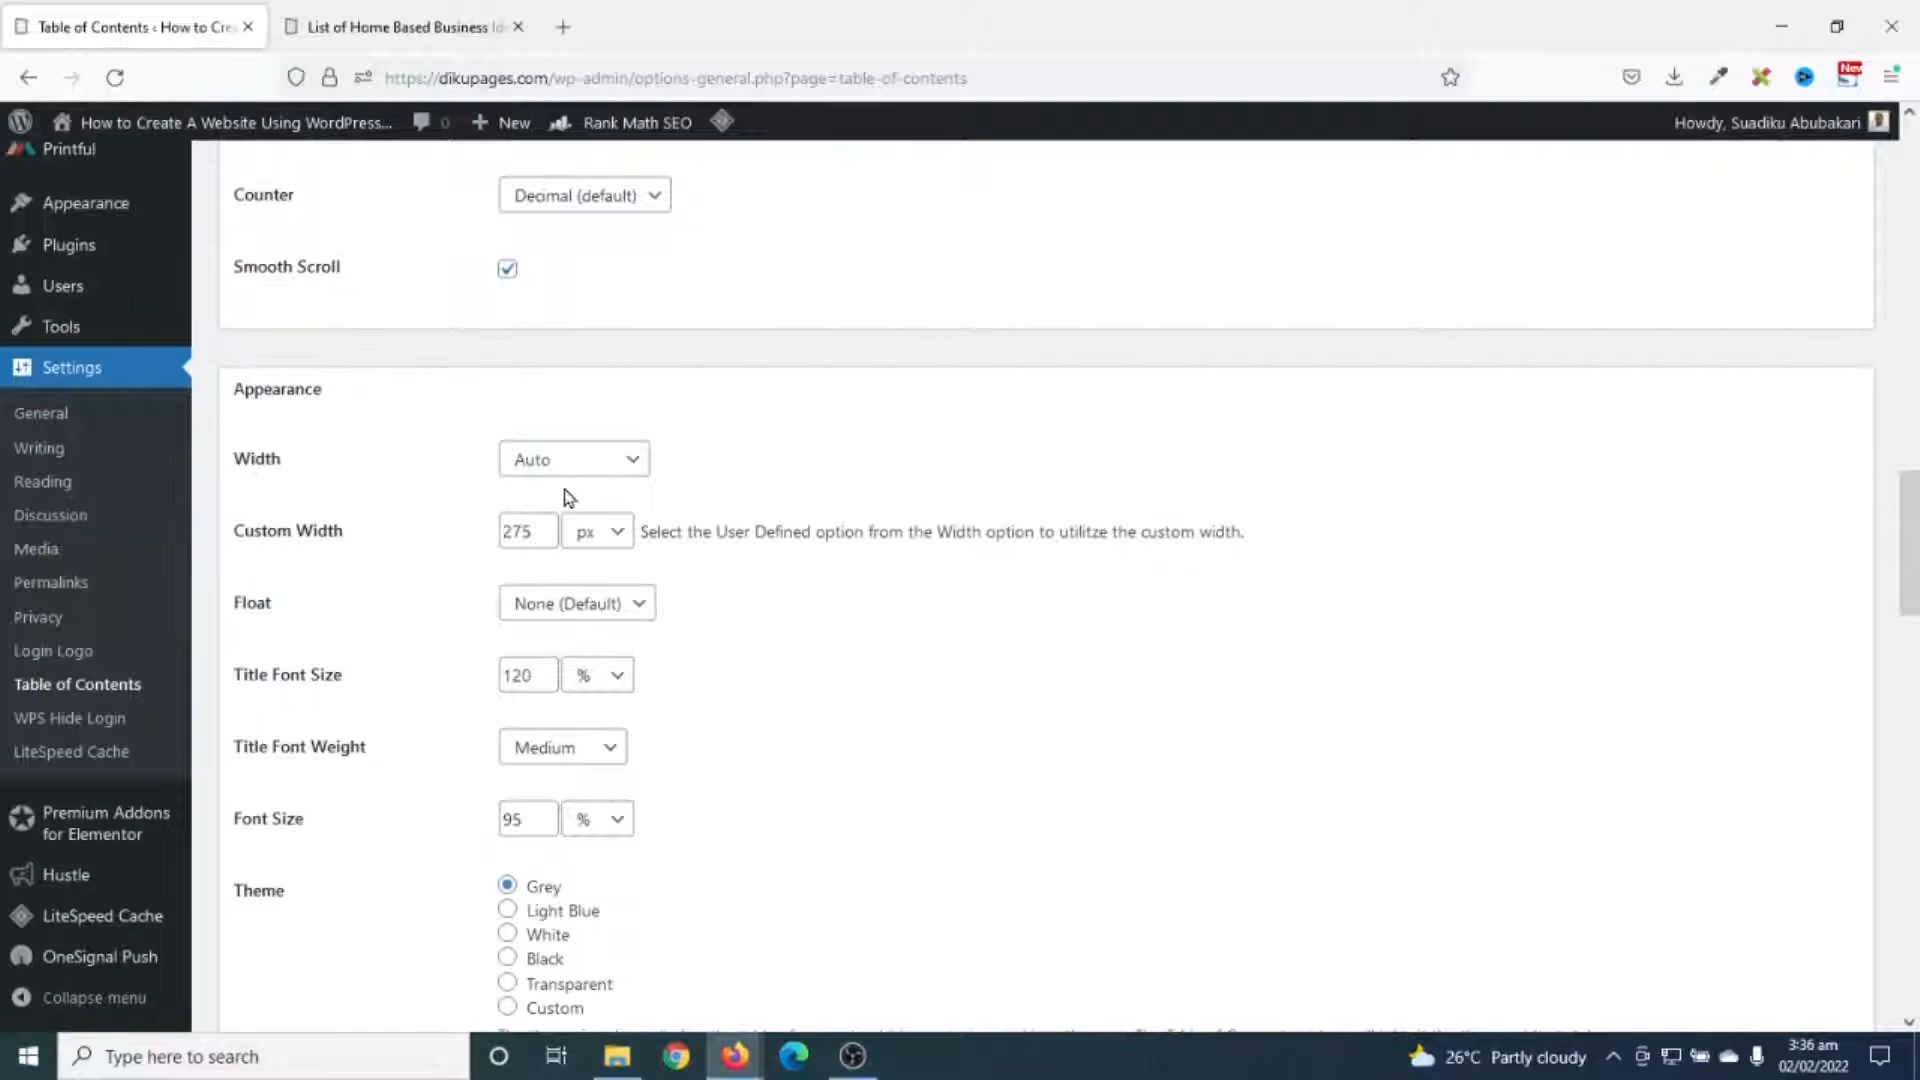 Table of Contents ‹ How to Cre
List of Home Based Business Id
https://dikupages.com/wp-admin/options-general.php?page=table-of-contents
New
How to Create A Website Using WordPress...
0
New
Rank Math SEO
Howdy, Suadiku Abubakari
Printful
Appearance
Plugins
Users
Tools
Settings
General
Writing
Reading
Discussion
Media
Permalinks
Privacy
Login Logo
Table of Contents
WPS Hide Login
LiteSpeed Cache
Premium Addons
for Elementor
Hustle
LiteSpeed Cache
OneSignal Push
Collapse menu
Counter
Decimal (default)
Smooth Scroll
Appearance
Width
Auto
Custom Width
275 px Select the User Defined option from the Width option to utilitze the custom width.
Float
None (Default)
Title Font Size
120 %
Title Font Weight
Medium
Font Size
95 %
Theme
Grey
Light Blue
White
Black
Transparent
Custom
Type here to search
26°C Partly cloudy
3:36 am
02/02/2022